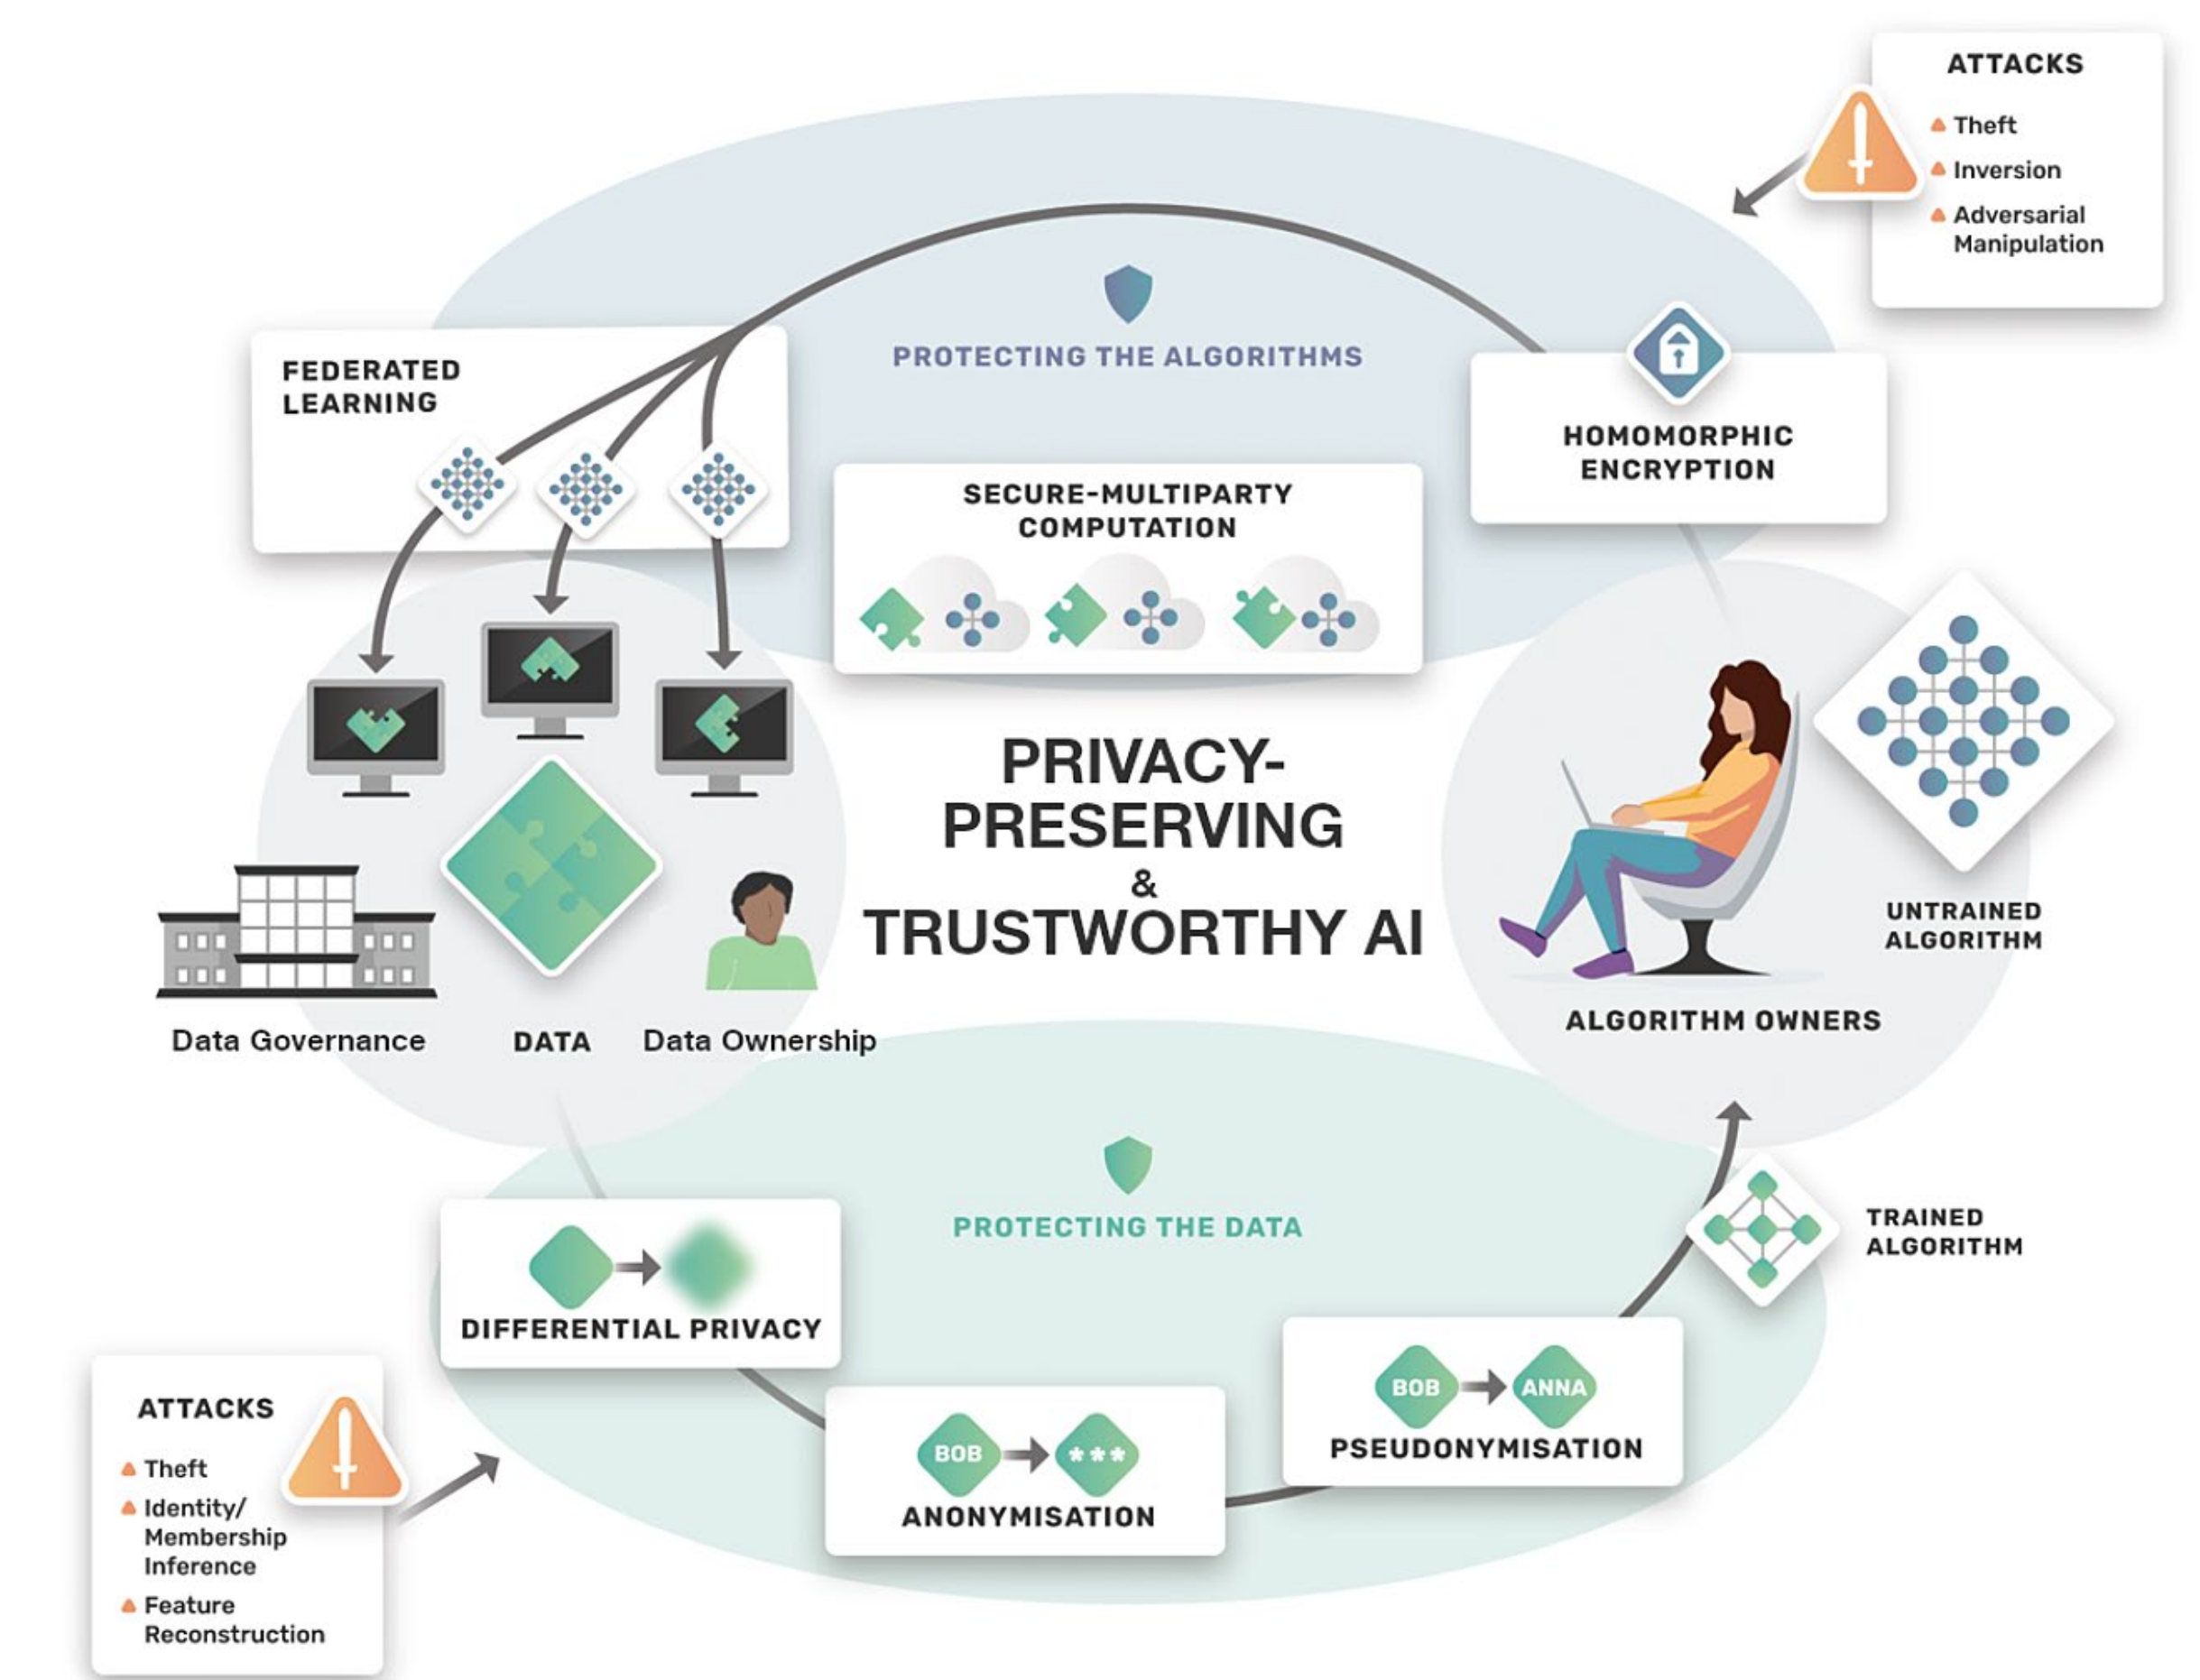 ATTACKS
Theft
Inversion
Adversarial
Manipulation
PROTECTING THE ALGORITHMS
FEDERATED
LEARNING
HOMOMORPHIC
ENCRYPTION
SECURE-MULTIPARTY
COMPUTATION
PRIVACY-
PRESERVING
&
TRUSTWORTHY AI
UNTRAINED
ALGORITHM
ALGORITHM OWNERS
Data Governance
DATA
Data Ownership
PROTECTING THE DATA
TRAINED
ALGORITHM
DIFFERENTIAL PRIVACY
BOB
ANNA
PSEUDONYMISATION
BOB
***
ANONYMISATION
ATTACKS
Theft
Identity/
Membership
Inference
Feature
Reconstruction